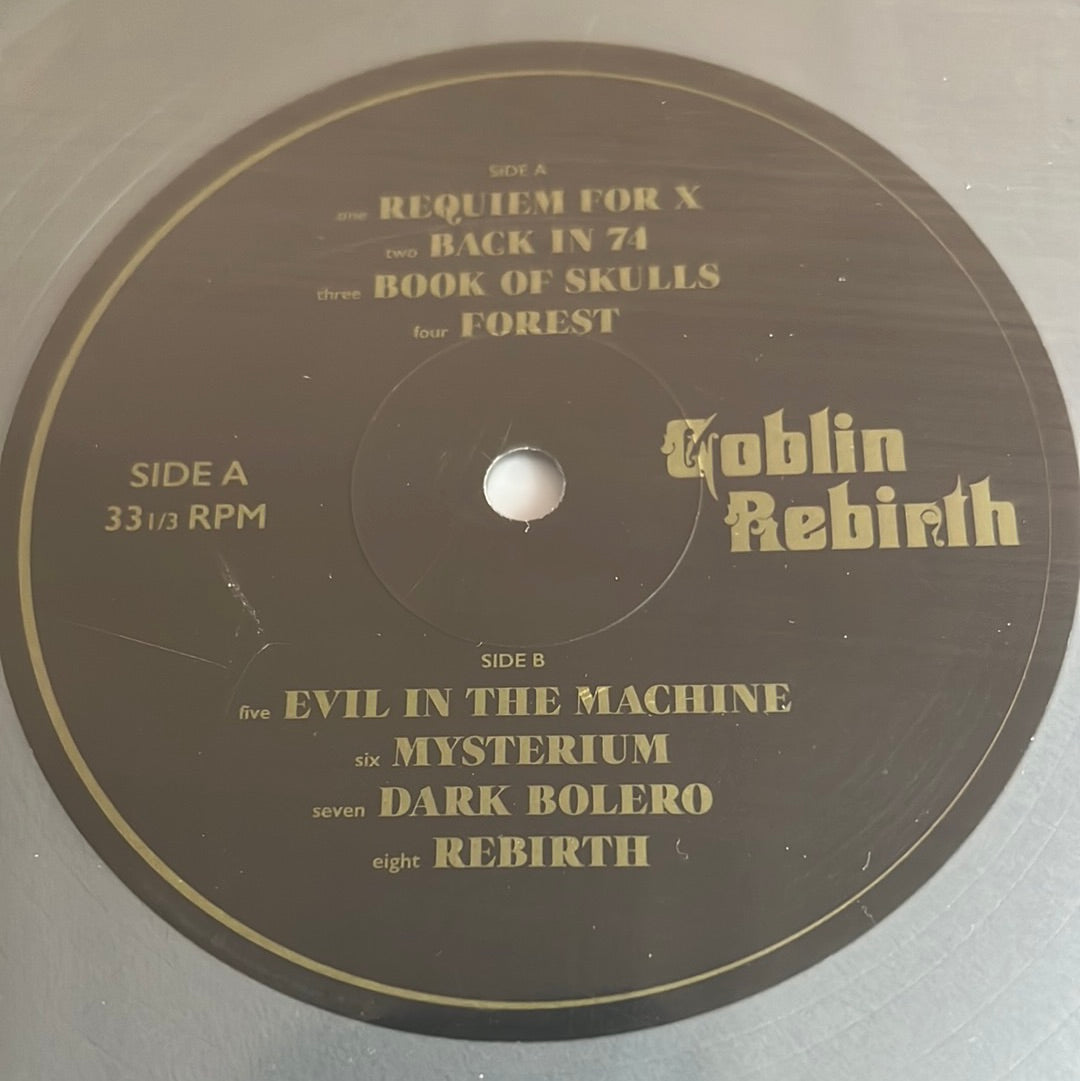 SIDE A
one REQUIEM FOR X
two BACK IN 74
three BOOK OF SKULLS
four FOREST
SIDE A
33 1/3 RPM
Goblin
Rebirth
SIDE B
five EVIL IN THE MACHINE
six MYSTERIUM
seven DARK BOLERO
eight REBIRTH